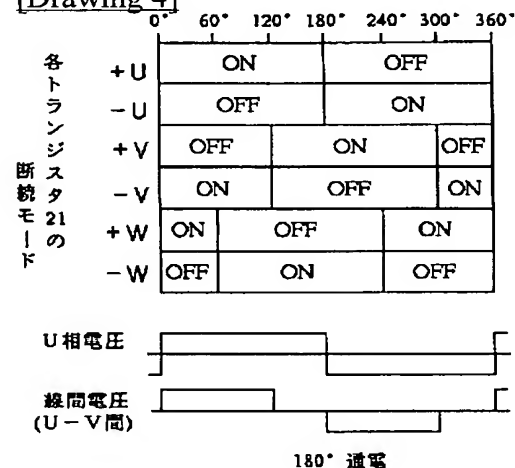 [Drawing 4]
0° 60° 120° 180° 240° 300° 360°
各トランジスタ21の
断続モード
+U ON OFF
-U OFF ON
+V OFF ON OFF
-V ON OFF ON
+W ON OFF ON
-W OFF ON OFF
U相電圧
線間電圧
(U-V間)
180° 通電